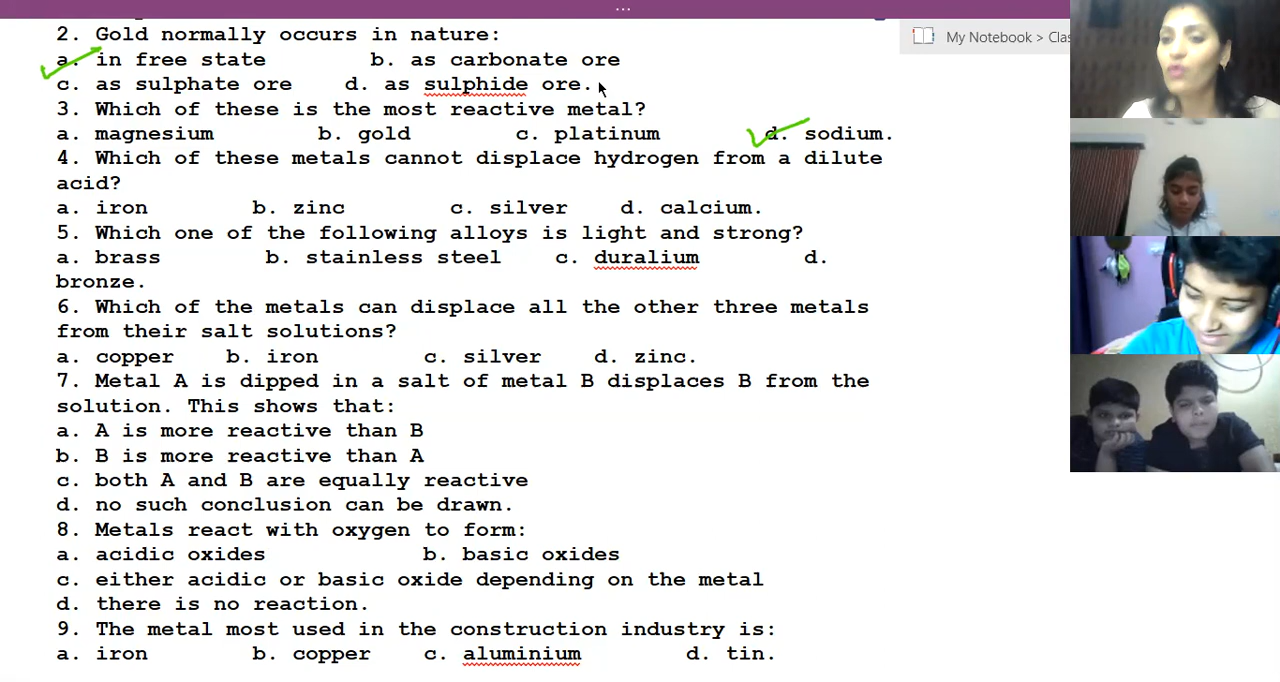 ...
2. Gold normally occurs in nature:
My Notebook > Clas
a. in free state b. as carbonate ore
c. as sulphate ore d. as sulphide ore.
3. Which of these is the most reactive metal?
a. magnesium b. gold c. platinum d. sodium.
4. Which of these metals cannot displace hydrogen from a dilute
acid?
a. iron b. zinc c. silver d. calcium.
5. Which one of the following alloys is light and strong?
a. brass b. stainless steel c. duralium d.
bronze.
6. Which of the metals can displace all the other three metals
from their salt solutions?
a. copper b. iron c. silver d. zinc.
7. Metal A is dipped in a salt of metal B displaces B from the
solution. This shows that:
a. A is more reactive than B
b. B is more reactive than A
c. both A and B are equally reactive
d. no such conclusion can be drawn.
8. Metals react with oxygen to form:
a. acidic oxides b. basic oxides
c. either acidic or basic oxide depending on the metal
d. there is no reaction.
9. The metal most used in the construction industry is:
a. iron b. copper c. aluminium d. tin.